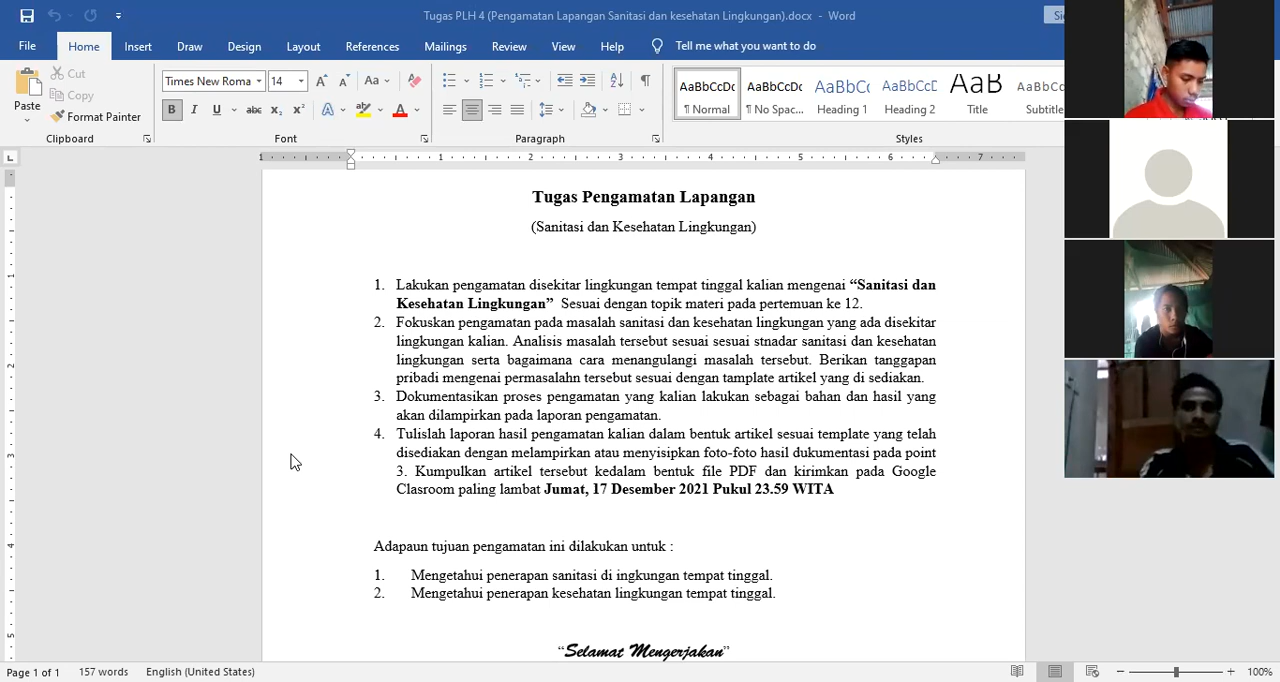 Tugas PLH 4 (Pengamatan Lapangan Sanitasi dan kesehatan Lingkungan).docx - Word
File Home Insert Draw Design Layout References Mailings Review View Help Tell me what you want to do
Paste
Cut
Copy
Format Painter
Clipboard
Times New Roma 14
Font
Paragraph
AaBbCcDc AaBbCcDc AaBbCc AaBbCcD AaB AaBbCc
¶ Normal ¶ No Spac... Heading 1 Heading 2 Title Subtitle
Styles
1 1 2 3 4 5 6 7
Tugas Pengamatan Lapangan
(Sanitasi dan Kesehatan Lingkungan)
1. Lakukan pengamatan disekitar lingkungan tempat tinggal kalian mengenai “Sanitasi dan
Kesehatan Lingkungan” Sesuai dengan topik materi pada pertemuan ke 12.
2. Fokuskan pengamatan pada masalah sanitasi dan kesehatan lingkungan yang ada disekitar
lingkungan kalian. Analisis masalah tersebut sesuai sesuai stnadar sanitasi dan kesehatan
lingkungan serta bagaimana cara menangulangi masalah tersebut. Berikan tanggapan
pribadi mengenai permasalahn tersebut sesuai dengan tamplate artikel yang di sediakan.
3. Dokumentasikan proses pengamatan yang kalian lakukan sebagai bahan dan hasil yang
akan dilampirkan pada laporan pengamatan.
4. Tulislah laporan hasil pengamatan kalian dalam bentuk artikel sesuai template yang telah
disediakan dengan melampirkan atau menyisipkan foto-foto hasil dukumentasi pada point
3. Kumpulkan artikel tersebut kedalam bentuk file PDF dan kirimkan pada Google
Clasroom paling lambat Jumat, 17 Desember 2021 Pukul 23.59 WITA
Adapaun tujuan pengamatan ini dilakukan untuk :
1. Mengetahui penerapan sanitasi di ingkungan tempat tinggal.
2. Mengetahui penerapan kesehatan lingkungan tempat tinggal.
“Selamat Mengerjakan”
Page 1 of 1 157 words English (United States) 100%